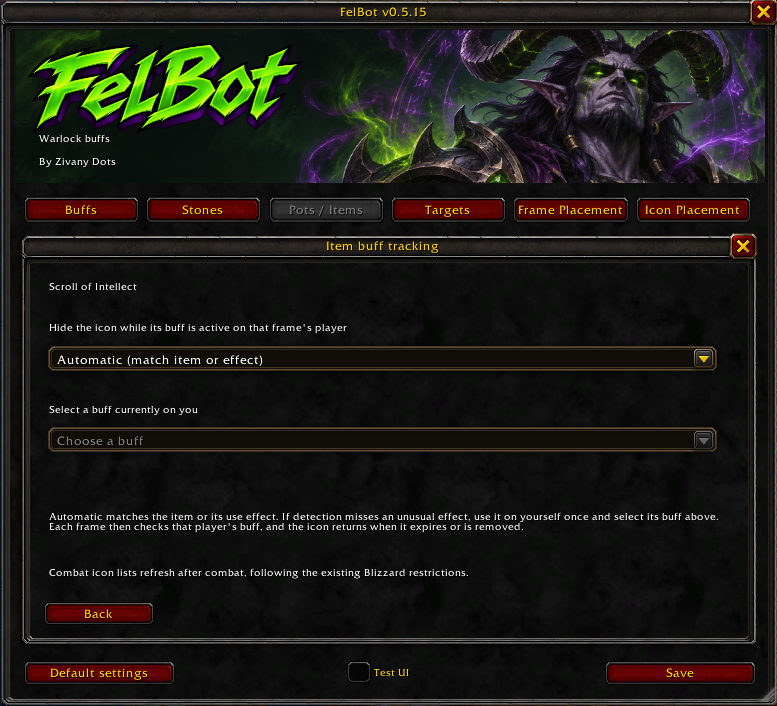 FelBot v0.5.15
FelBot
Warlock buffs
By Zivany Dots
Buffs
Stones
Pots / Items
Targets
Frame Placement
Icon Placement
Item buff tracking
Scroll of Intellect
Hide the icon while its buff is active on that frame's player
Automatic (match item or effect)
Select a buff currently on you
Choose a buff
Automatic matches the item or its use effect. If detection misses an unusual effect, use it on yourself once and select its buff above.
Each frame then checks that player's buff, and the icon returns when it expires or is removed.
Combat icon lists refresh after combat, following the existing Blizzard restrictions.
Back
Default settings
Test UI
Save